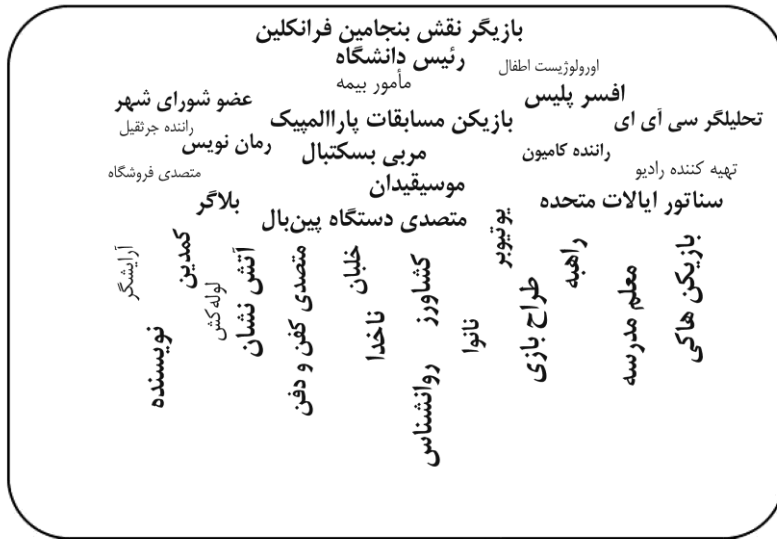 بازیگر نقش بنجامین فرانکلین
رئیس دانشگاه
اورولوژیست اطفال
مأمور بیمه
افسر پلیس
عضو شورای شهر
تحلیلگر سی آی ای
بازیکن مسابقات پاراالمپیک
راننده جرثقیل
رمان نویس
راننده کامیون
مربی بسکتبال
تهیه کننده رادیو
متصدی فروشگاه
موسیقیدان
سناتور ایالات متحده
بلاگر
متصدی دستگاه پین‌بال
بازیکن هاکی
معلم مدرسه
راهبه
طراح بازی
یوتیوبر
نانوا
کشاورز
روانشناس
خلبان
ناخدا
متصدی کفن و دفن
آتش نشان
لوله کش
کمدین
نویسنده
آرایشگر